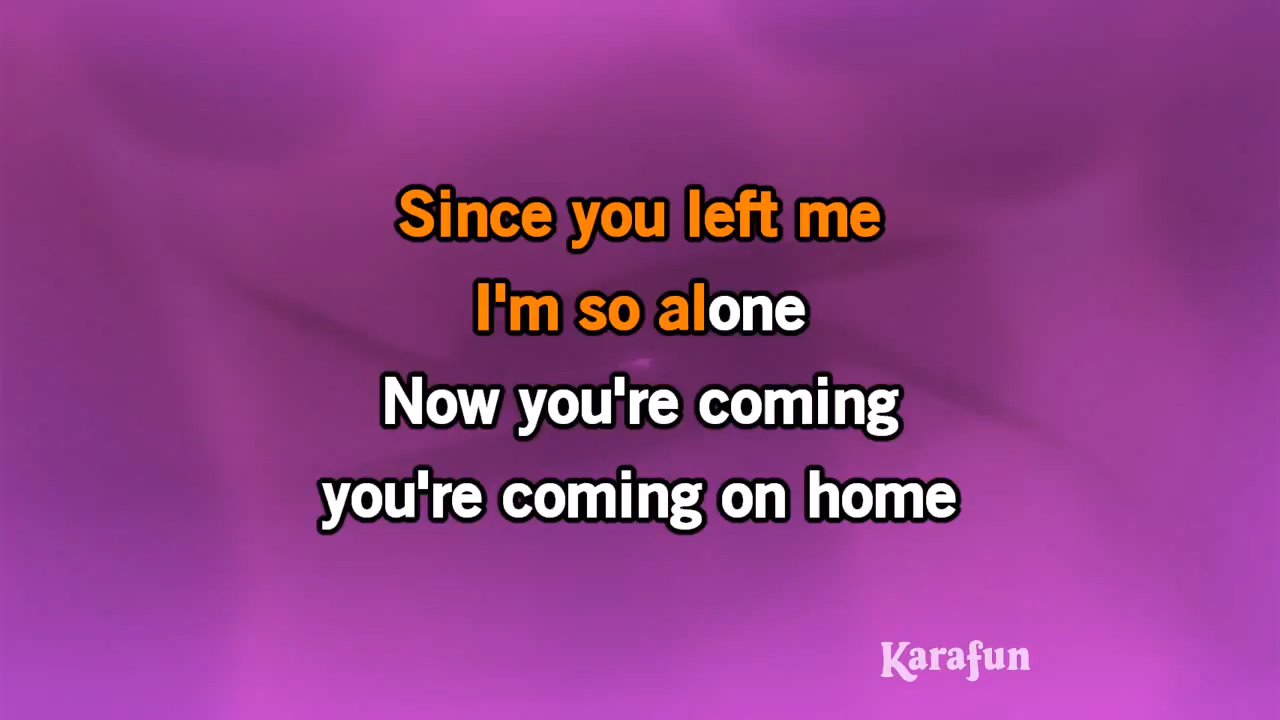 Since you left me
I'm so alone
Now you're coming
you're coming on home
Karafun